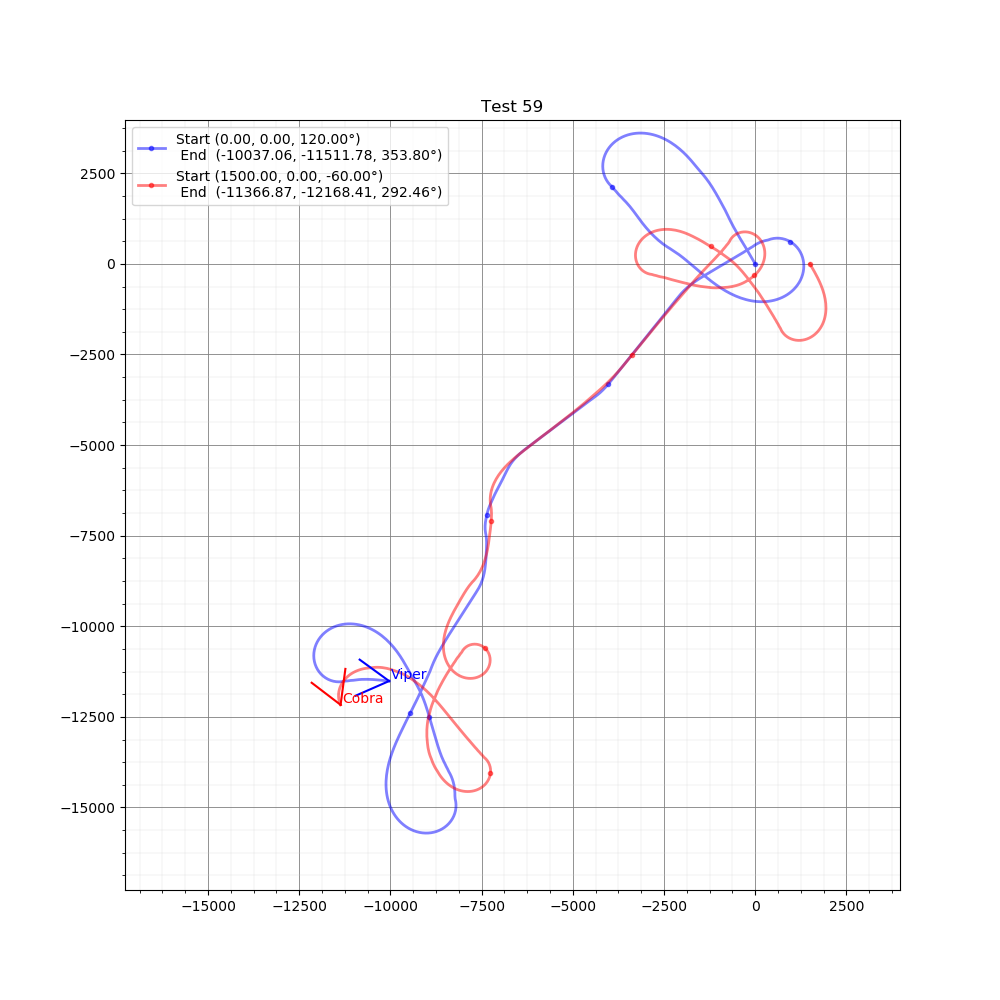 Test 59
Start (0.00, 0.00, 120.00°)
End (-10037.06, -11511.78, 353.80°)
Start (1500.00, 0.00, -60.00°)
End (-11366.87, -12168.41, 292.46°)
2500
0
−2500
−5000
−7500
−10000
−12500
−15000
Viper
Cobra
−15000 −12500 −10000 −7500 −5000 −2500 0 2500